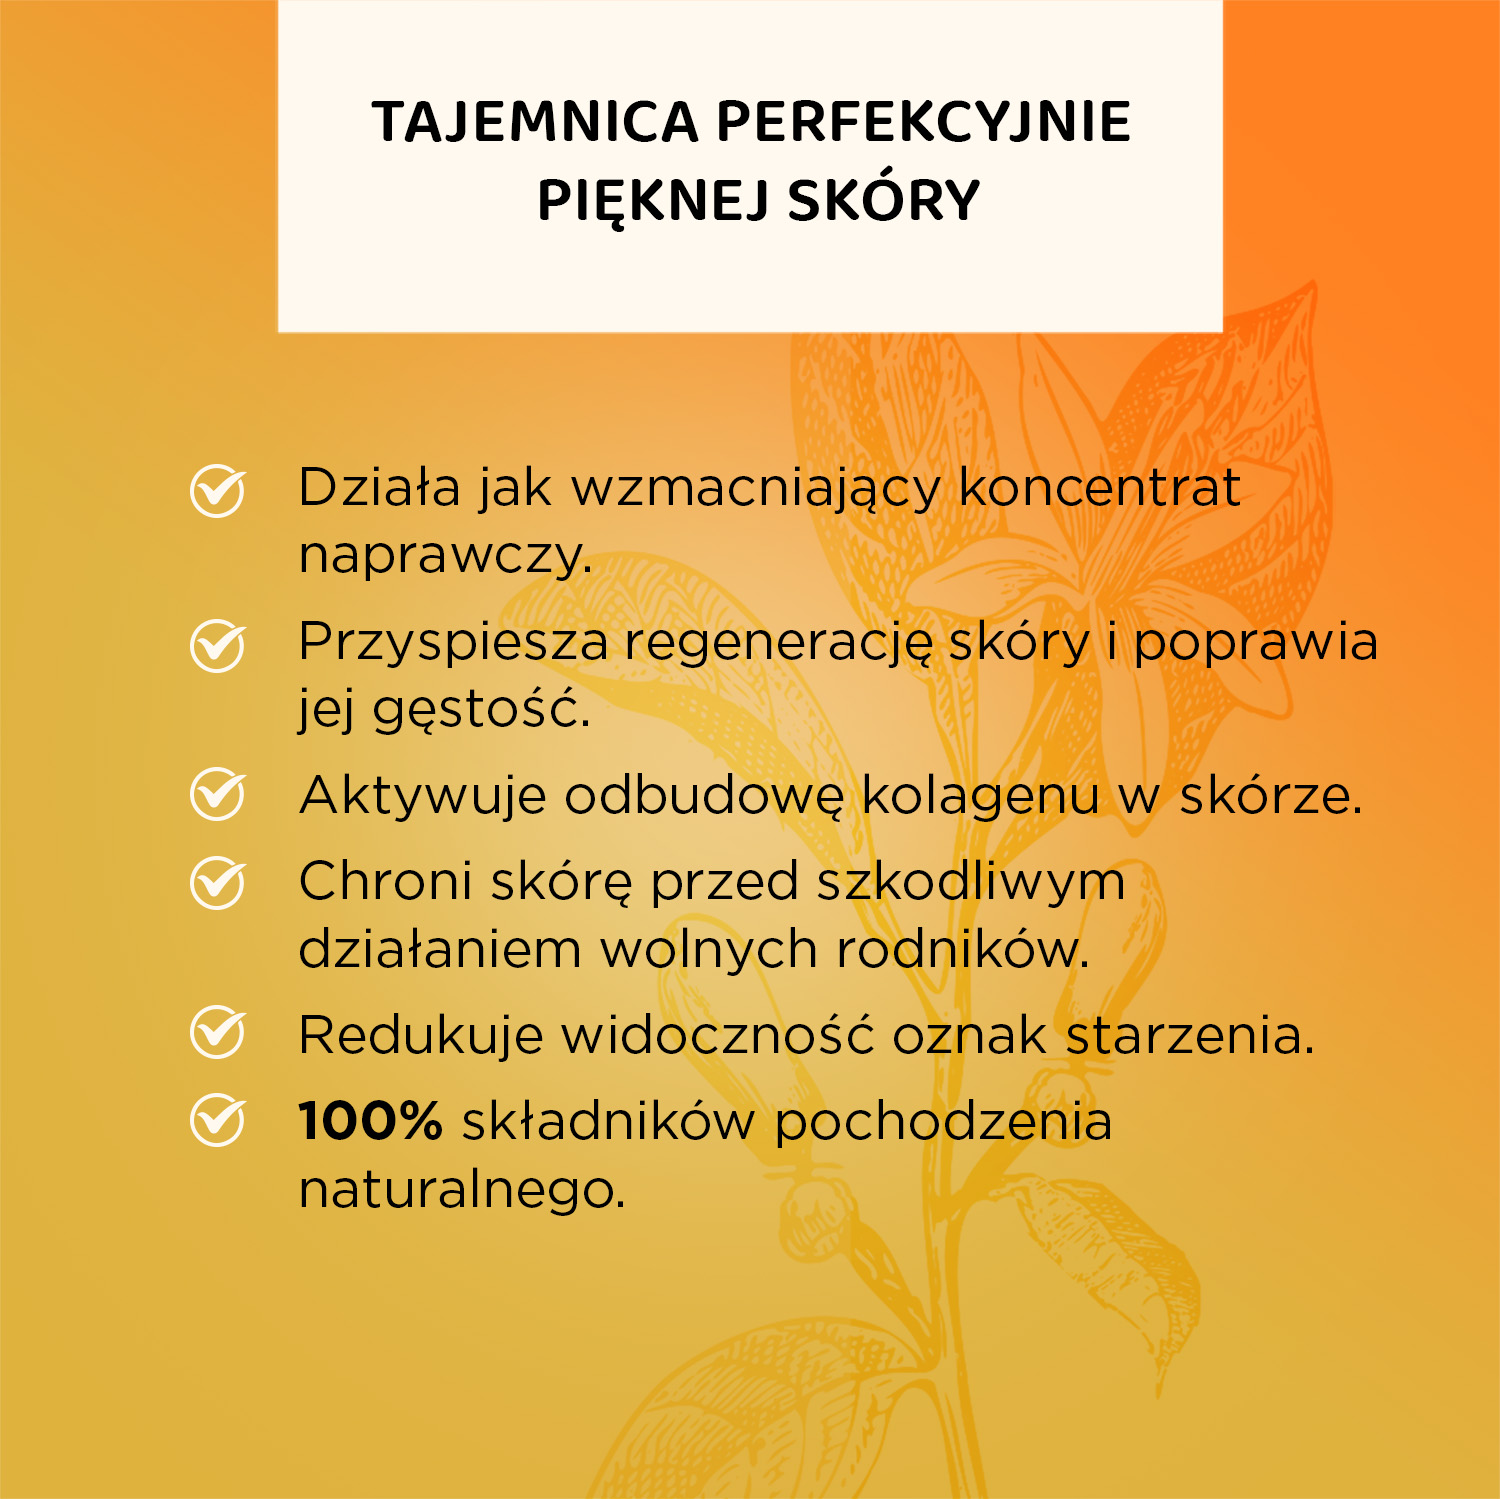 TAJEMNICA PERFEKCYJNIE
PIĘKNEJ SKÓRY
Działa jak wzmacniający koncentrat
naprawczy.
Przyspiesza regenerację skóry i poprawia
jej gęstość.
Aktywuje odbudowę kolagenu w skórze.
Chroni skórę przed szkodliwym
działaniem wolnych rodników.
Redukuje widoczność oznak starzenia.
100% składników pochodzenia
naturalnego.